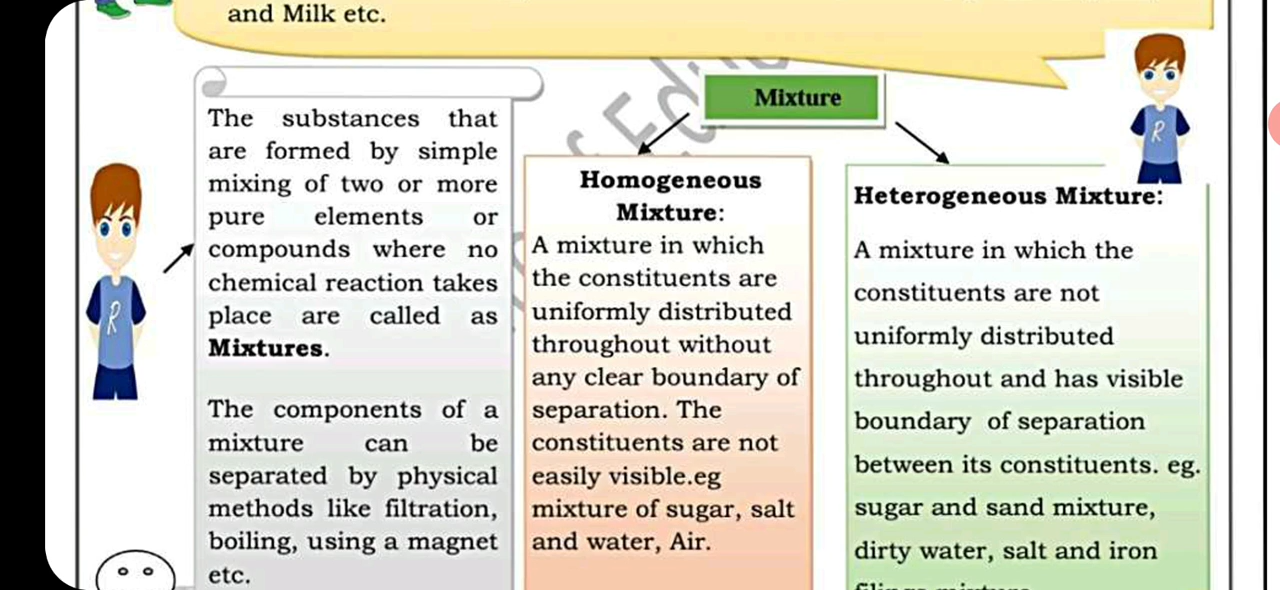 and Milk etc.
Mixture
The substances that
are formed by simple
mixing of two or more
pure elements or
compounds where no
chemical reaction takes
place are called as
Mixtures.
The components of a
mixture can be
separated by physical
methods like filtration,
boiling, using a magnet
etc.
Homogeneous
Mixture:
A mixture in which
the constituents are
uniformly distributed
throughout without
any clear boundary of
separation. The
constituents are not
easily visible.eg
mixture of sugar, salt
and water, Air.
Heterogeneous Mixture:
A mixture in which the
constituents are not
uniformly distributed
throughout and has visible
boundary of separation
between its constituents. eg.
sugar and sand mixture,
dirty water, salt and iron
R
R